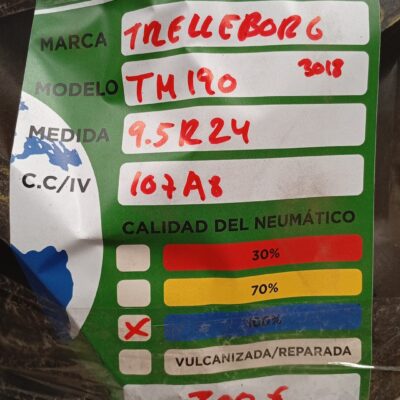 MARCA TRELLEBORG
MODELO TM190 3018
MEDIDA 9.5R24
C.C/IV 107A8
CALIDAD DEL NEUMÁTICO
30%
70%
X 100%
VULCANIZADA/REPARADA